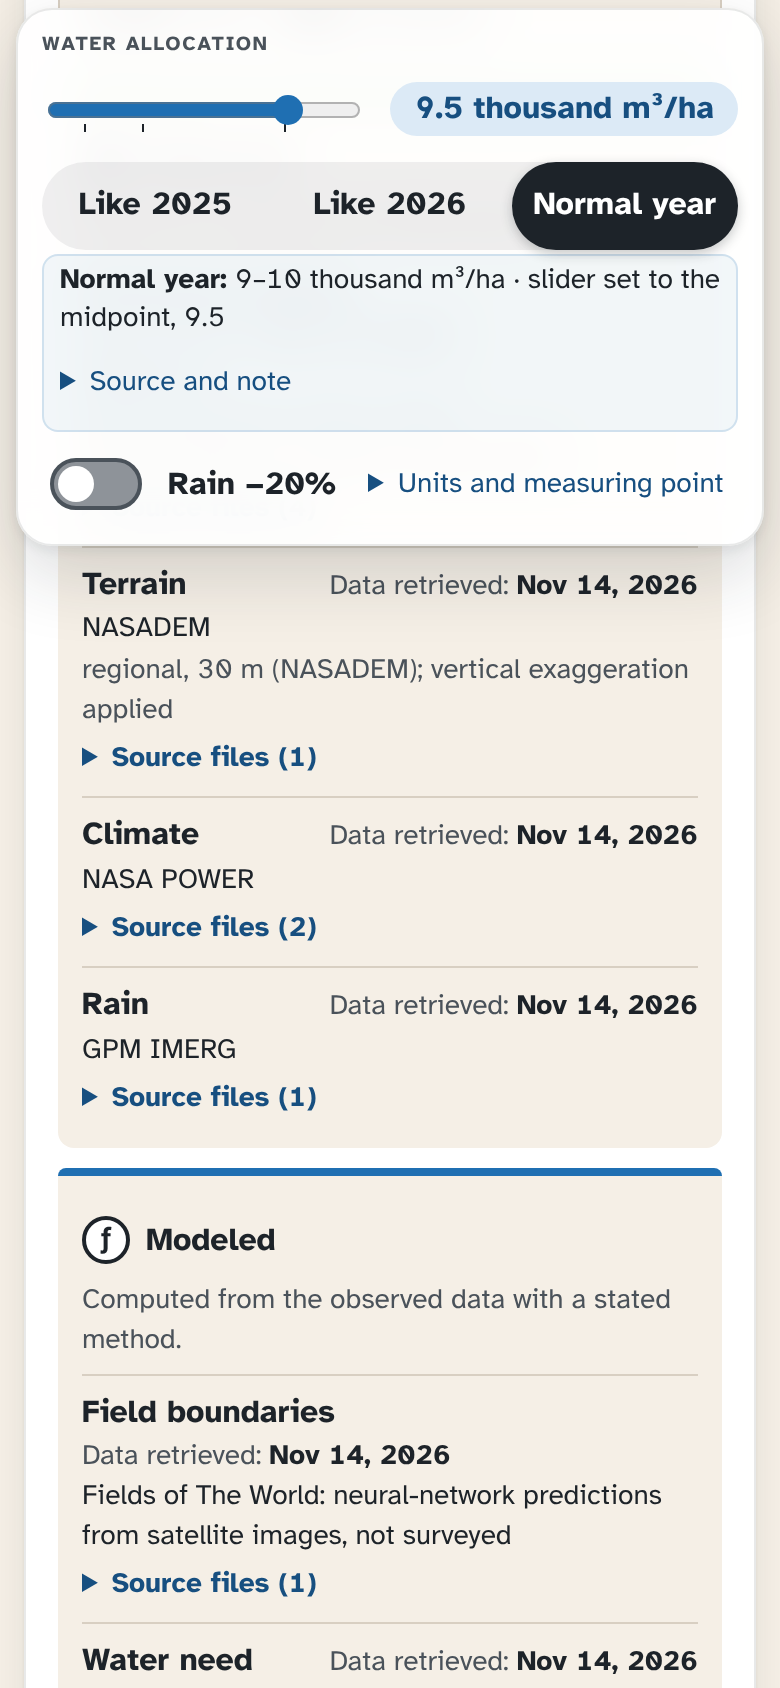 WATER ALLOCATION
9.5 thousand m³/ha
Like 2025
Like 2026
Normal year
Normal year: 9–10 thousand m³/ha · slider set to the
midpoint, 9.5
▶ Source and note
Rain −20%
▶ Units and measuring point
Terrain
Data retrieved: Nov 14, 2026
NASADEM
regional, 30 m (NASADEM); vertical exaggeration
applied
▶ Source files (1)
Climate
Data retrieved: Nov 14, 2026
NASA POWER
▶ Source files (2)
Rain
Data retrieved: Nov 14, 2026
GPM IMERG
▶ Source files (1)
ƒ Modeled
Computed from the observed data with a stated
method.
Field boundaries
Data retrieved: Nov 14, 2026
Fields of The World: neural-network predictions
from satellite images, not surveyed
▶ Source files (1)
Water need
Data retrieved: Nov 14, 2026